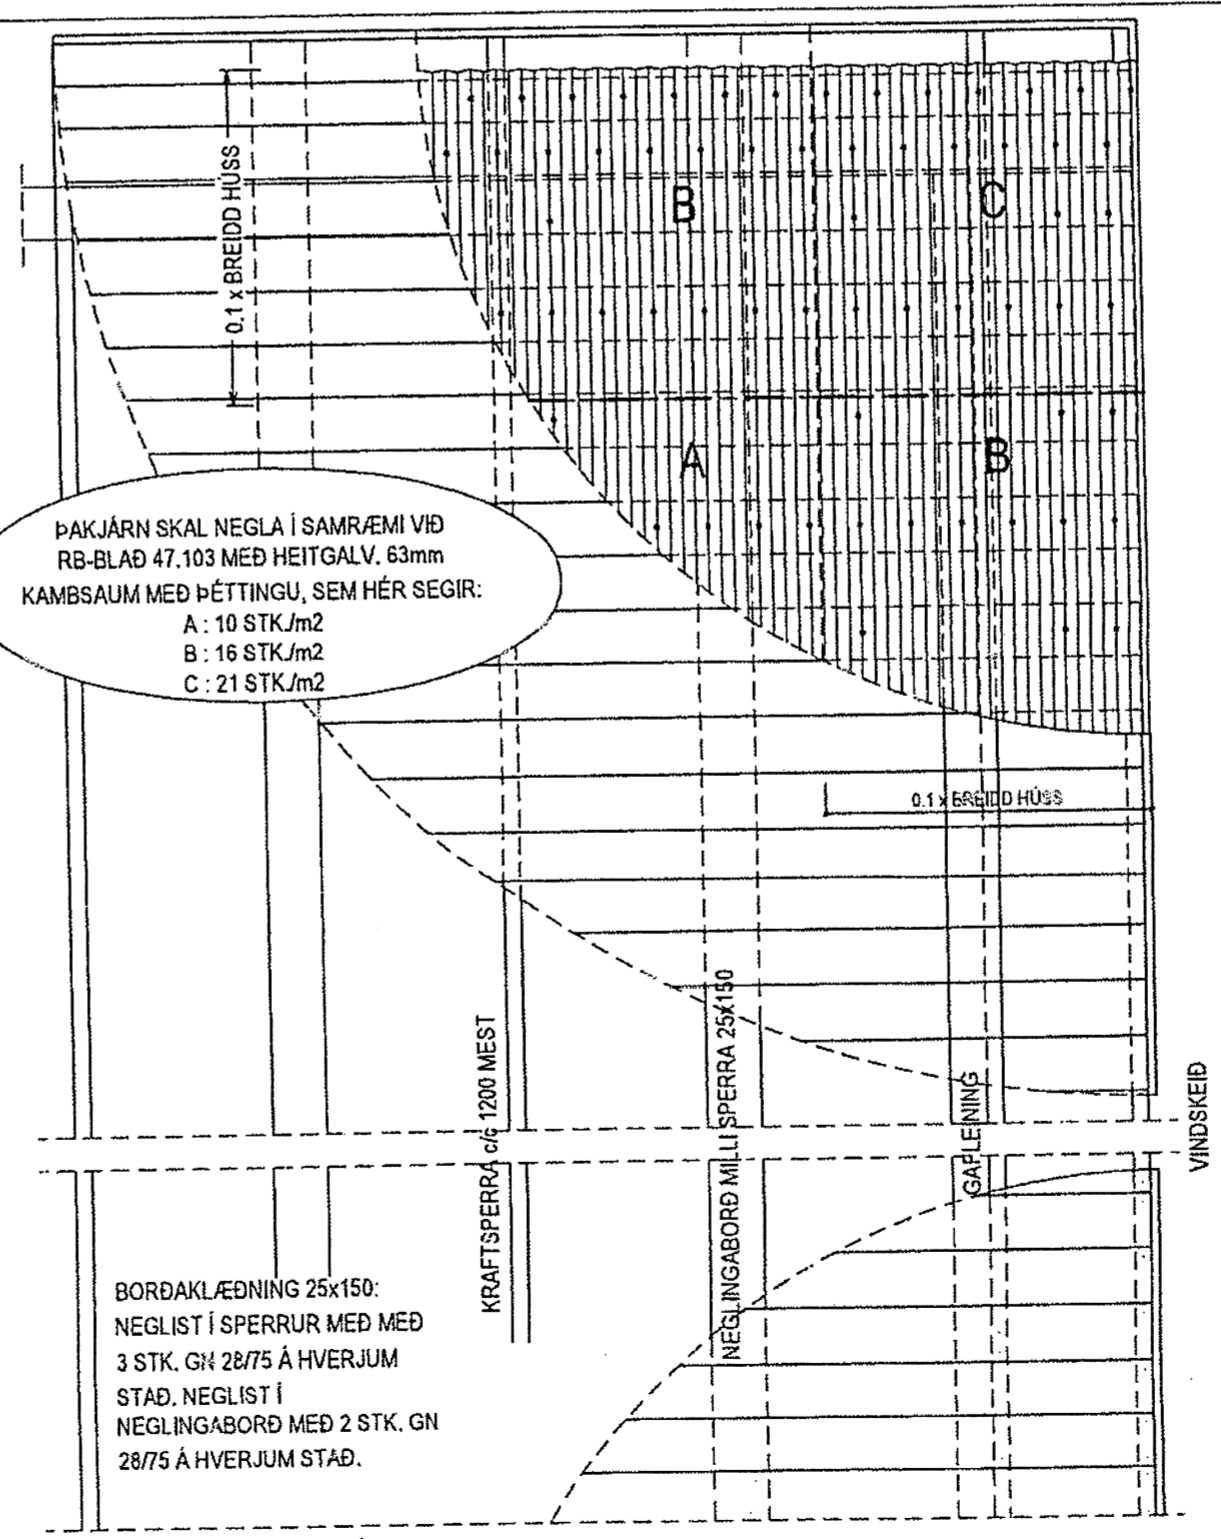 0.1 x BREIDD HÚSS
B
C
A
B
ÞAKJÁRN SKAL NEGLA Í SAMRÆMI VIÐ
RB-BLAÐ 47.103 MEÐ HEITGALV. 63mm
KAMBSAUM MEÐ ÞÉTTINGU, SEM HÉR SEGIR:
A : 10 STK./m2
B : 16 STK./m2
C : 21 STK./m2
0.1 x BREIDD HÚSS
KRAFTSPERRA c/c 1200 MEST
NEGLINGABORÐ MILLI SPERRA 25x150
GAFLEINING
VINDSKEIÐ
BORÐAKLÆÐNING 25x150:
NEGLIST Í SPERRUR MEÐ MEÐ
3 STK. GN 28/75 Á HVERJUM
STAÐ. NEGLIST Í
NEGLINGABORÐ MEÐ 2 STK. GN
28/75 Á HVERJUM STAÐ.